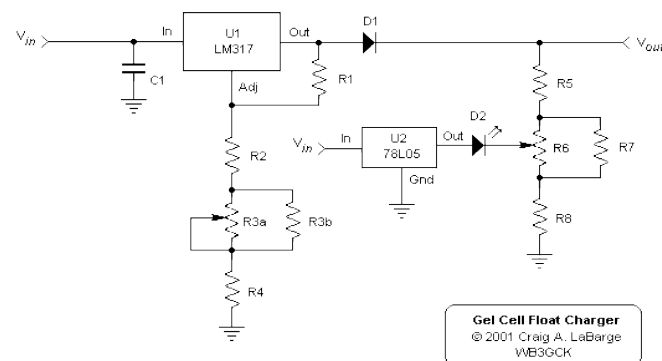 D1
Vin
In
U1
LM317
Out
Vout
C1
Adj
R1
R5
D2
R2
Vin
In
U2
78L05
Out
R6
R7
Gnd
R3a
R3b
R8
R4
Gel Cell Float Charger
© 2001 Craig A. LaBarge
WB3GCK